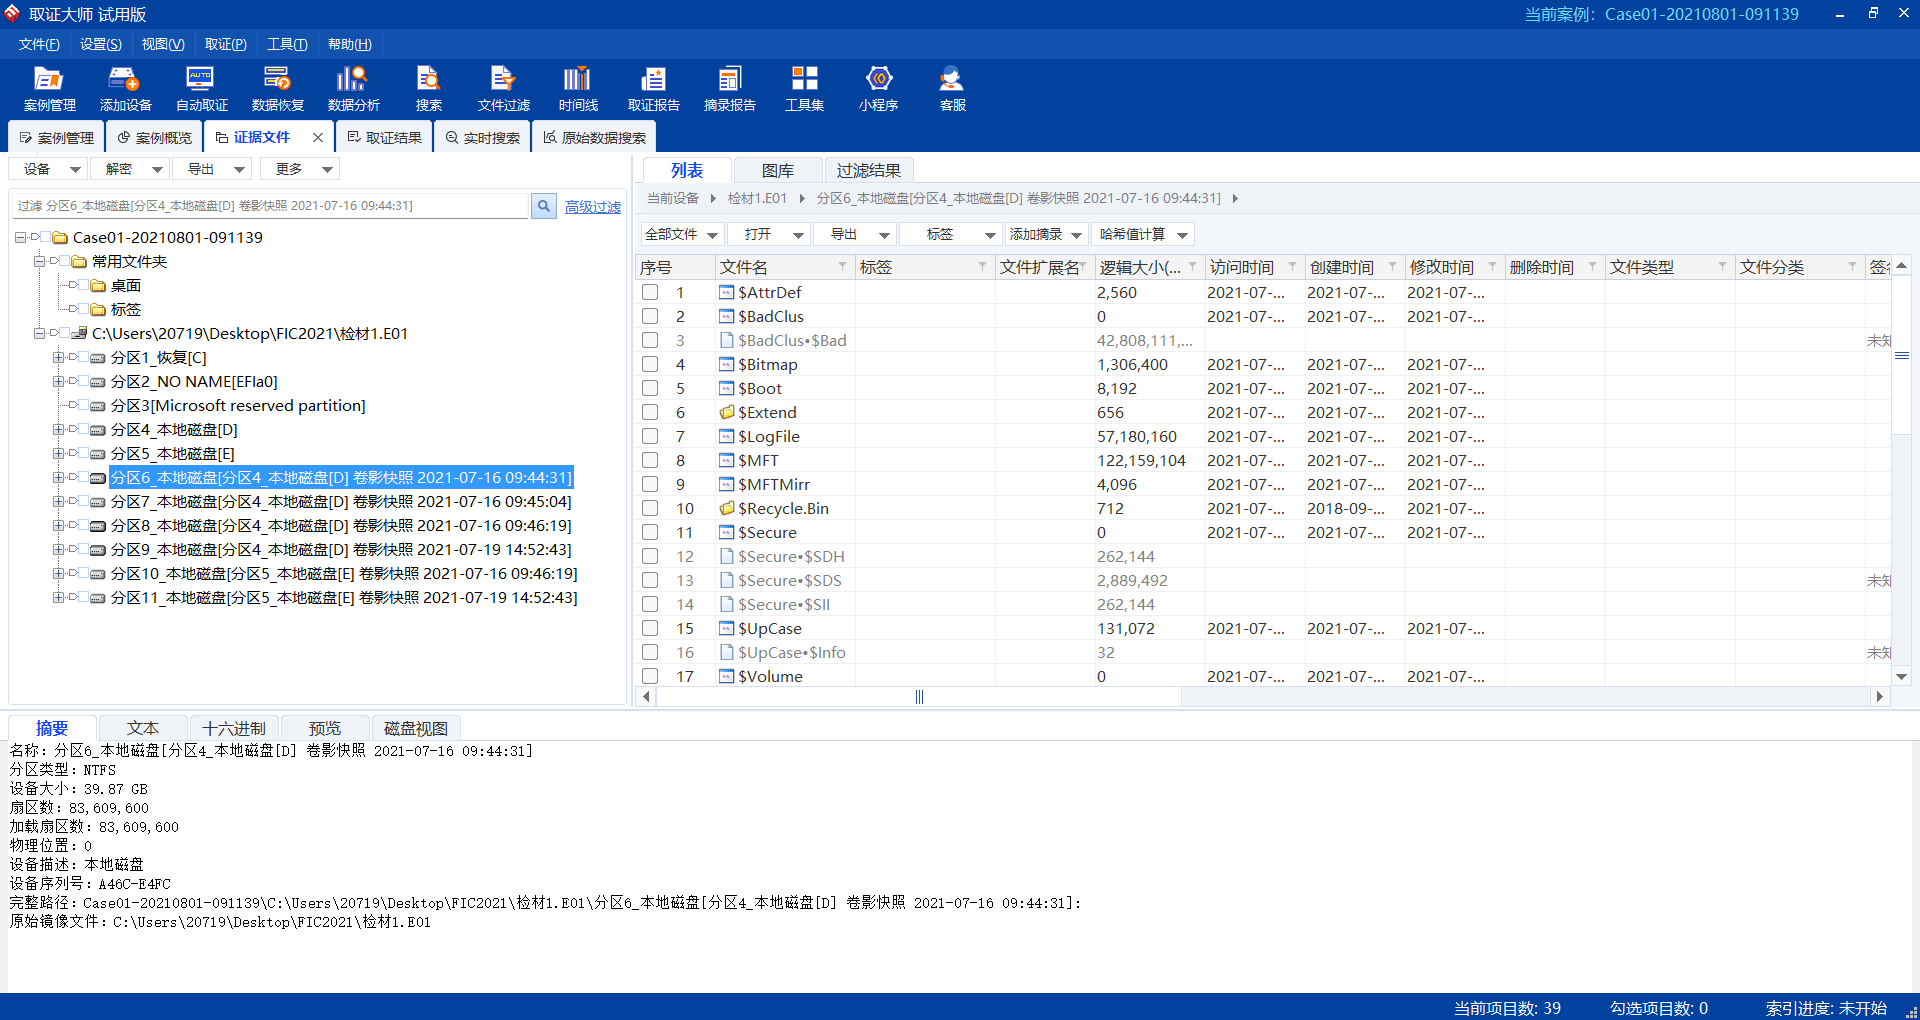 取证大师 试用版
当前案例：Case01-20210801-091139
文件(F) 设置(S) 视图(V) 取证(P) 工具(T) 帮助(H)
案例管理 添加设备 自动取证 数据恢复 数据分析 搜索 文件过滤 时间线 取证报告 摘录报告 工具集 小程序 客服
案例管理 案例概览 证据文件 取证结果 实时搜索 原始数据搜索
设备 解密 导出 更多
过滤 分区6_本地磁盘[分区4_本地磁盘[D] 卷影快照 2021-07-16 09:44:31]
高级过滤
Case01-20210801-091139
常用文件夹
桌面
标签
C:\Users\20719\Desktop\FIC2021\检材1.E01
分区1_恢复[C]
分区2_NO NAME[EFIa0]
分区3[Microsoft reserved partition]
分区4_本地磁盘[D]
分区5_本地磁盘[E]
分区6_本地磁盘[分区4_本地磁盘[D] 卷影快照 2021-07-16 09:44:31]
分区7_本地磁盘[分区4_本地磁盘[D] 卷影快照 2021-07-16 09:45:04]
分区8_本地磁盘[分区4_本地磁盘[D] 卷影快照 2021-07-16 09:46:19]
分区9_本地磁盘[分区4_本地磁盘[D] 卷影快照 2021-07-19 14:52:43]
分区10_本地磁盘[分区5_本地磁盘[E] 卷影快照 2021-07-16 09:46:19]
分区11_本地磁盘[分区5_本地磁盘[E] 卷影快照 2021-07-19 14:52:43]
列表 图库 过滤结果
当前设备 检材1.E01 分区6_本地磁盘[分区4_本地磁盘[D] 卷影快照 2021-07-16 09:44:31]
全部文件 打开 导出 标签 添加摘录 哈希值计算
序号 文件名 标签 文件扩展名 逻辑大小(... 访问时间 创建时间 修改时间 删除时间 文件类型 文件分类
1 $AttrDef 2,560 2021-07-... 2021-07-... 2021-07-...
2 $BadClus 0 2021-07-... 2021-07-... 2021-07-...
3 $BadClus•$Bad 42,808,111,... 未知
4 $Bitmap 1,306,400 2021-07-... 2021-07-... 2021-07-...
5 $Boot 8,192 2021-07-... 2021-07-... 2021-07-...
6 $Extend 656 2021-07-... 2021-07-... 2021-07-...
7 $LogFile 57,180,160 2021-07-... 2021-07-... 2021-07-...
8 $MFT 122,159,104 2021-07-... 2021-07-... 2021-07-...
9 $MFTMirr 4,096 2021-07-... 2021-07-... 2021-07-...
10 $Recycle.Bin 712 2021-07-... 2018-09-... 2021-07-...
11 $Secure 0 2021-07-... 2021-07-... 2021-07-...
12 $Secure•$SDH 262,144
13 $Secure•$SDS 2,889,492 未知
14 $Secure•$SII 262,144
15 $UpCase 131,072 2021-07-... 2021-07-... 2021-07-...
16 $UpCase•$Info 32 未知
17 $Volume 0 2021-07-... 2021-07-... 2021-07-...
摘要 文本 十六进制 预览 磁盘视图
名称：分区6_本地磁盘[分区4_本地磁盘[D] 卷影快照 2021-07-16 09:44:31]
分区类型：NTFS
设备大小：39.87 GB
扇区数：83,609,600
加载扇区数：83,609,600
物理位置：0
设备描述：本地磁盘
设备序列号：A46C-E4FC
完整路径：Case01-20210801-091139\C:\Users\20719\Desktop\FIC2021\检材1.E01\分区6_本地磁盘[分区4_本地磁盘[D] 卷影快照 2021-07-16 09:44:31]:
原始镜像文件：C:\Users\20719\Desktop\FIC2021\检材1.E01
当前项目数: 39 勾选项目数: 0 索引进度: 未开始